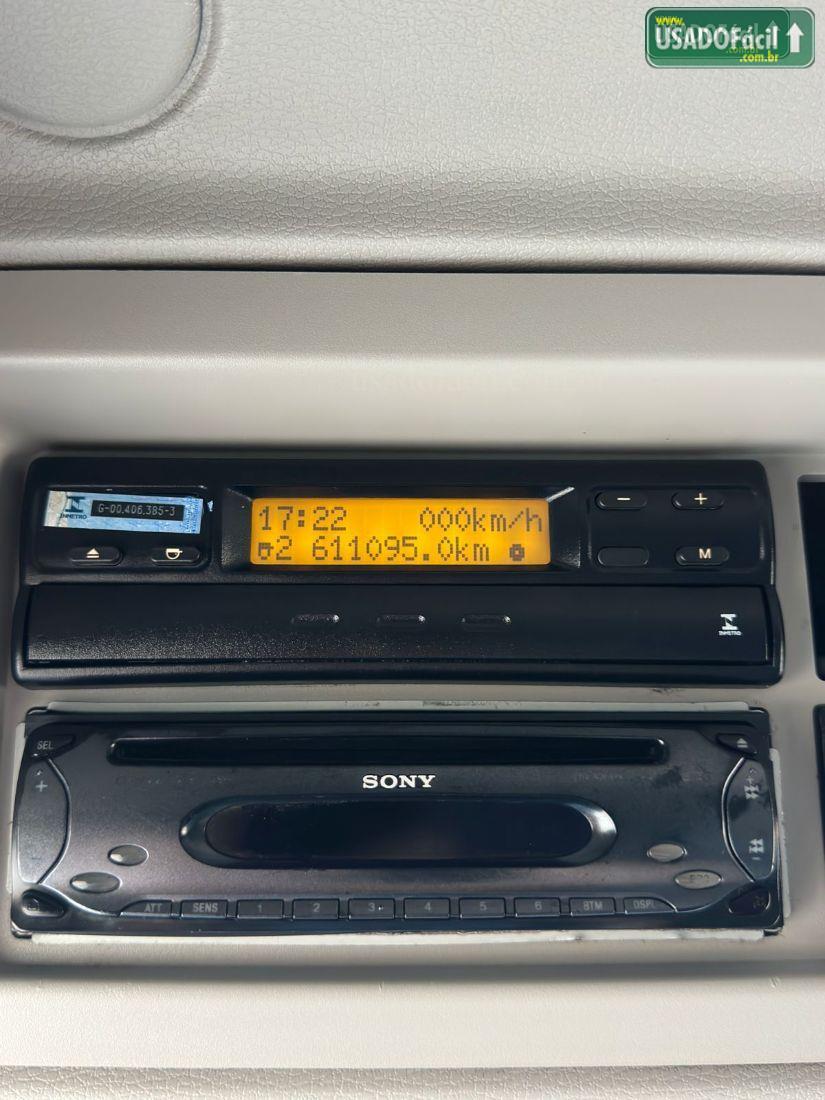 www.
USADOFácil
.com.br
INMETRO
G-00.406.385-3
17:22 000km/h
2 611095.0km
− +
M
INMETRO
SEL
SONY
+
+
-
ATT SENS 1 2 3 4 5 6 BTM DSPL